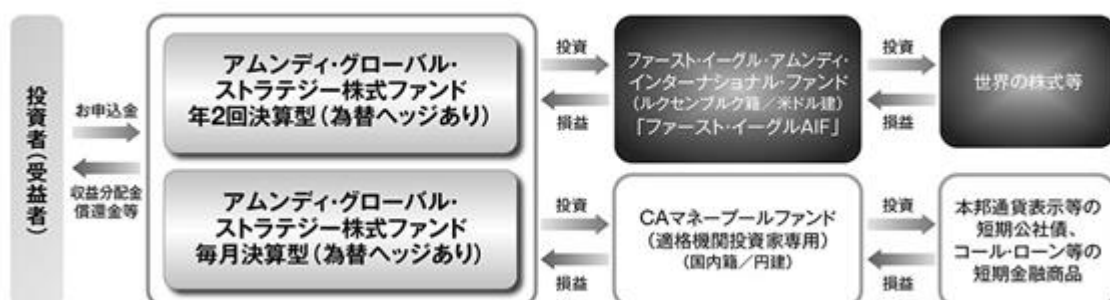 投資者(受益者)
お申込金
収益分配金
償還金等
アムンディ・グローバル・
ストラテジー株式ファンド
年2回決算型(為替ヘッジあり)
アムンディ・グローバル・
ストラテジー株式ファンド
毎月決算型(為替ヘッジあり)
投資
損益
ファースト・イーグル・アムンディ・
インターナショナル・ファンド
(ルクセンブルク籍/米ドル建)
「ファースト・イーグルAIF」
投資
損益
世界の株式等
投資
損益
CAマネープールファンド
(適格機関投資家専用)
(国内籍/円建)
投資
損益
本邦通貨表示等の
短期公社債、
コール・ローン等の
短期金融商品